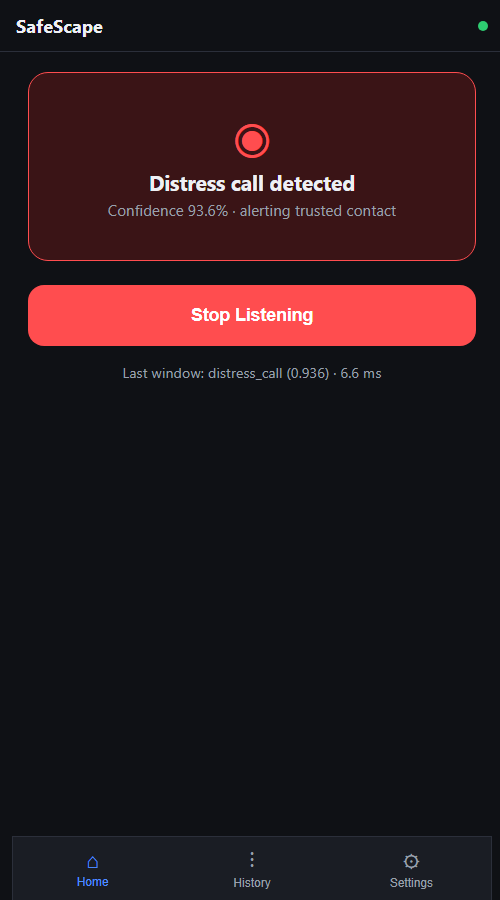 SafeScape
Distress call detected
Confidence 93.6% · alerting trusted contact
Stop Listening
Last window: distress_call (0.936) · 6.6 ms
Home
History
Settings